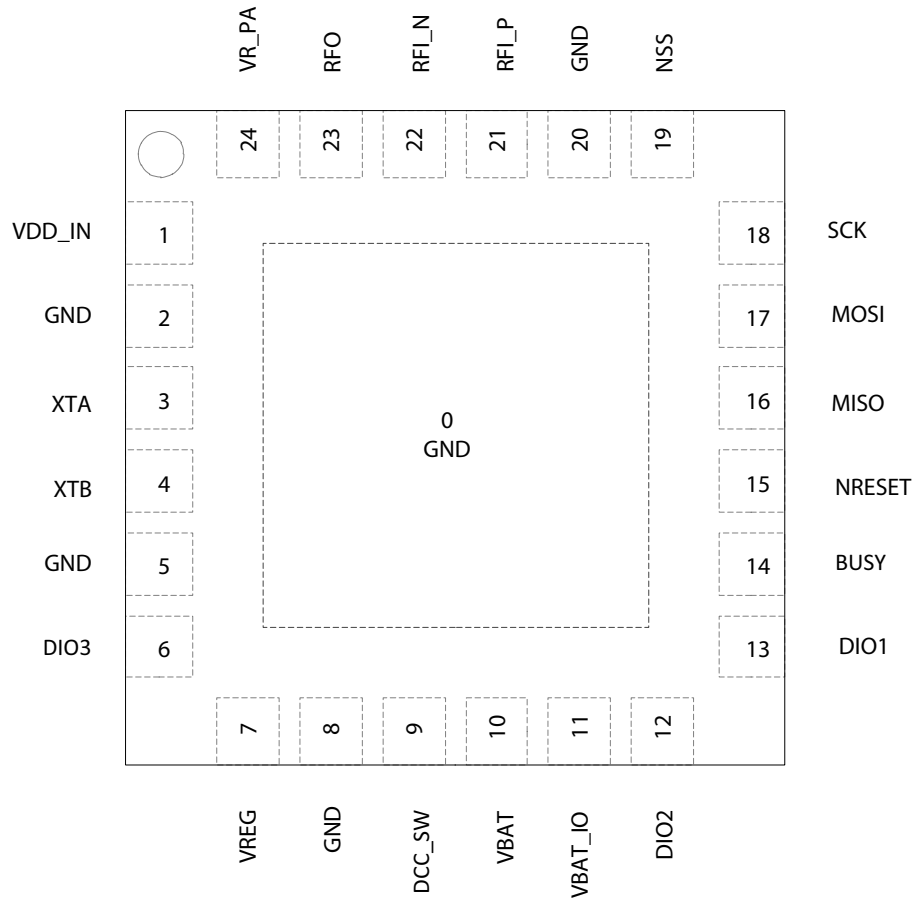 VR_PA
RFO
RFI_N
RFI_P
GND
NSS
24
23
22
21
20
19
VDD_IN
1
18
SCK
GND
2
17
MOSI
XTA
3
16
MISO
0
GND
XTB
4
15
NRESET
GND
5
14
BUSY
DIO3
6
13
DIO1
7
8
9
10
11
12
VREG
GND
DCC_SW
VBAT
VBAT_IO
DIO2